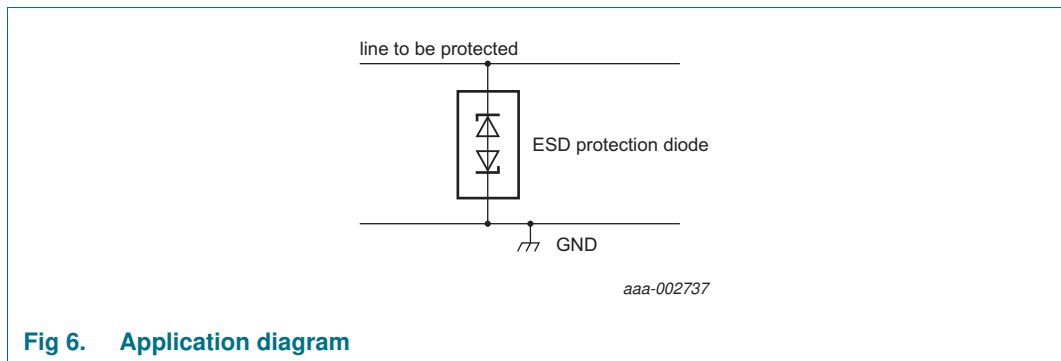 line to be protected
ESD protection diode
GND
aaa-002737
Fig 6. Application diagram